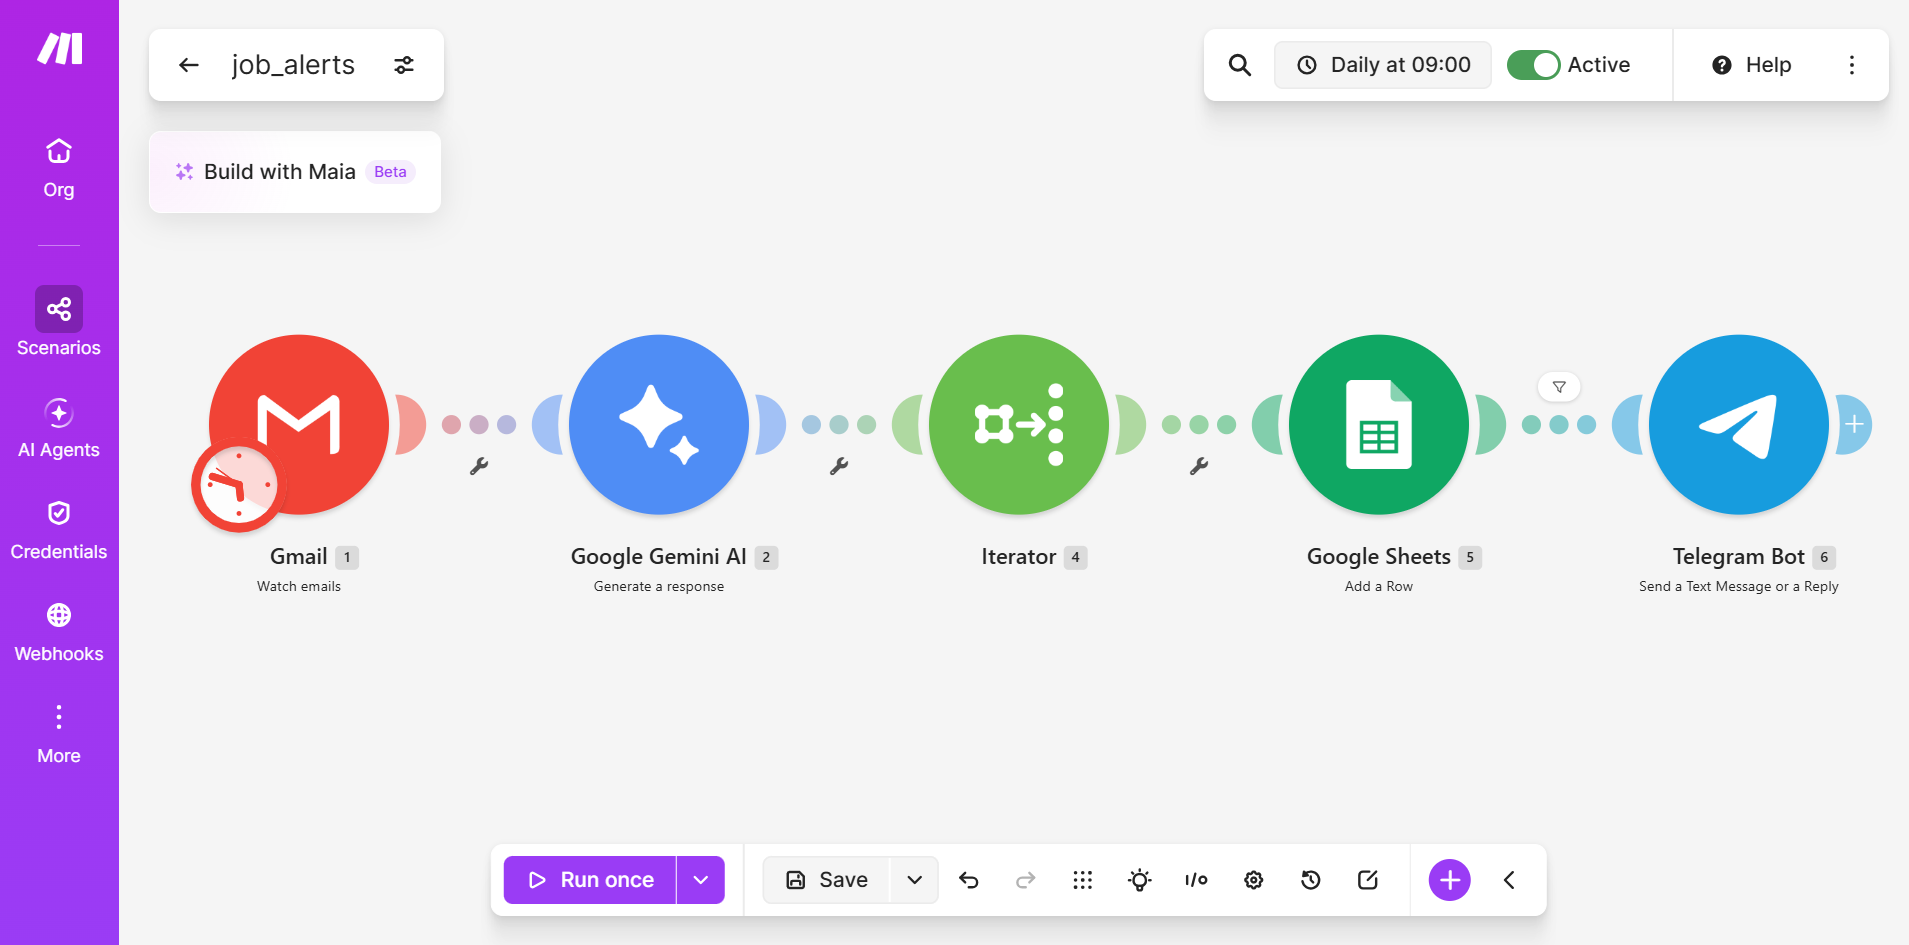 job_alerts
Daily at 09:00
Active
Help
Build with Maia Beta
Org
Scenarios
AI Agents
Credentials
Webhooks
More
Gmail 1
Watch emails
Google Gemini AI 2
Generate a response
Iterator 4
Google Sheets 5
Add a Row
Telegram Bot 6
Send a Text Message or a Reply
Run once
Save